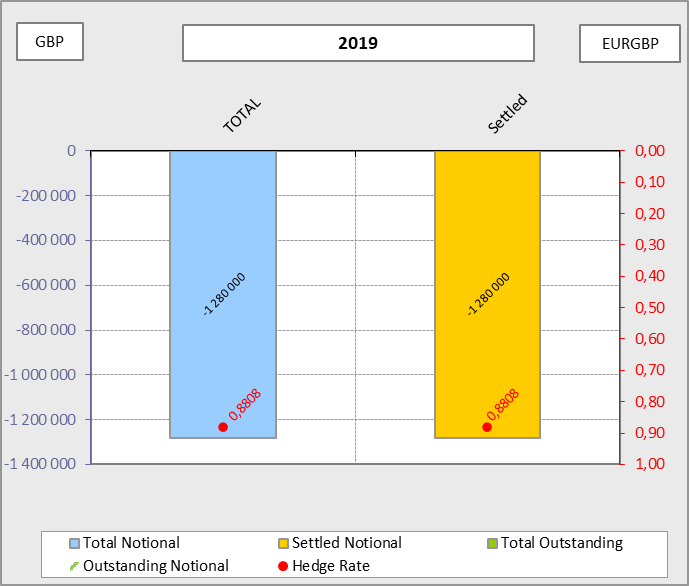 GBP
2019
EURGBP
TOTAL
Settled
0
-200 000
-400 000
-600 000
-800 000
-1 000 000
-1 200 000
-1 400 000
-1 280 000
-1 280 000
0,8808
0,8808
0,00
0,10
0,20
0,30
0,40
0,50
0,60
0,70
0,80
0,90
1,00
Total Notional
Settled Notional
Total Outstanding
Outstanding Notional
Hedge Rate